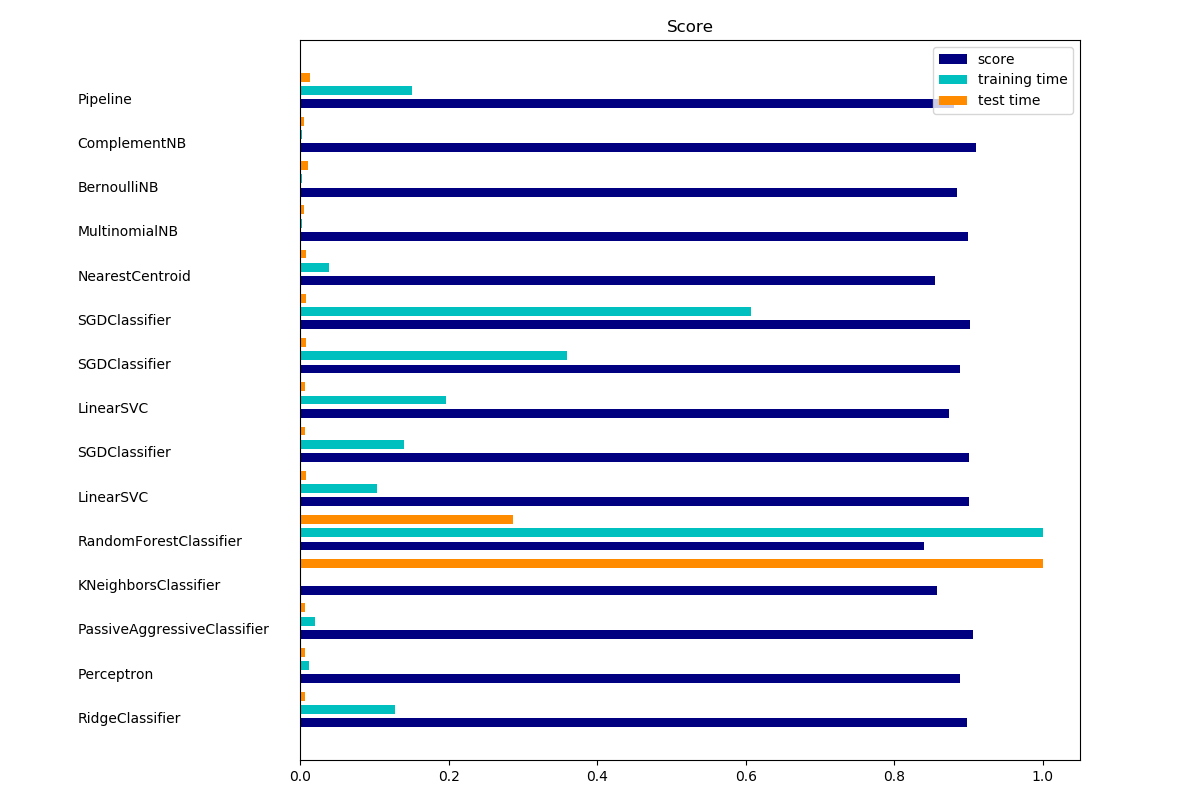 Score
score
training time
test time
Pipeline
ComplementNB
BernoulliNB
MultinomialNB
NearestCentroid
SGDClassifier
SGDClassifier
LinearSVC
SGDClassifier
LinearSVC
RandomForestClassifier
KNeighborsClassifier
PassiveAggressiveClassifier
Perceptron
RidgeClassifier
0.0 0.2 0.4 0.6 0.8 1.0